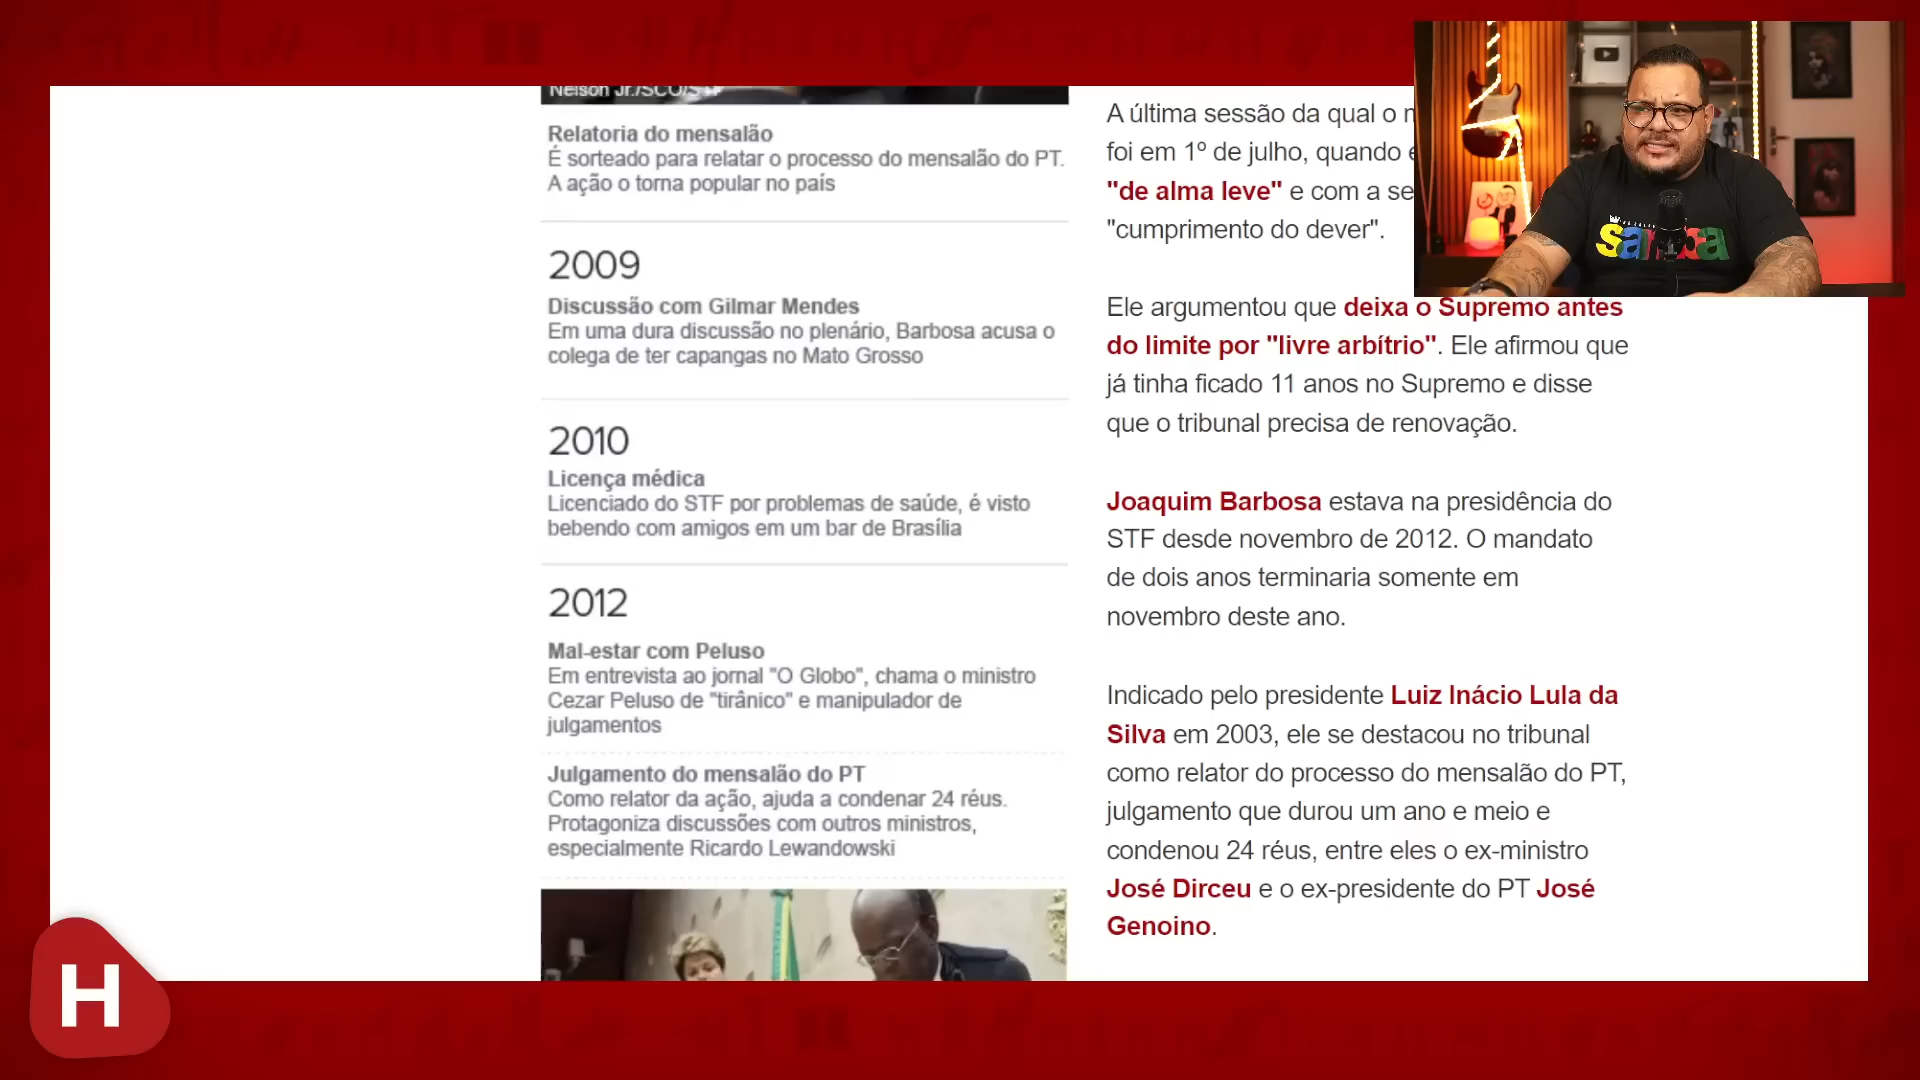 Nelson Jr./SCO/STF
Relatoria do mensalão
É sorteado para relatar o processo do mensalão do PT.
A ação o torna popular no país
2009
Discussão com Gilmar Mendes
Em uma dura discussão no plenário, Barbosa acusa o
colega de ter capangas no Mato Grosso
2010
Licença médica
Licenciado do STF por problemas de saúde, é visto
bebendo com amigos em um bar de Brasília
2012
Mal-estar com Peluso
Em entrevista ao jornal "O Globo", chama o ministro
Cezar Peluso de "tirânico" e manipulador de
julgamentos
Julgamento do mensalão do PT
Como relator da ação, ajuda a condenar 24 réus.
Protagoniza discussões com outros ministros,
especialmente Ricardo Lewandowski
A última sessão da qual o
foi em 1º de julho, quando
"de alma leve" e com a se
"cumprimento do dever".
Ele argumentou que deixa o Supremo antes
do limite por "livre arbítrio". Ele afirmou que
já tinha ficado 11 anos no Supremo e disse
que o tribunal precisa de renovação.
Joaquim Barbosa estava na presidência do
STF desde novembro de 2012. O mandato
de dois anos terminaria somente em
novembro deste ano.
Indicado pelo presidente Luiz Inácio Lula da
Silva em 2003, ele se destacou no tribunal
como relator do processo do mensalão do PT,
julgamento que durou um ano e meio e
condenou 24 réus, entre eles o ex-ministro
José Dirceu e o ex-presidente do PT José
Genoino.
samba
H